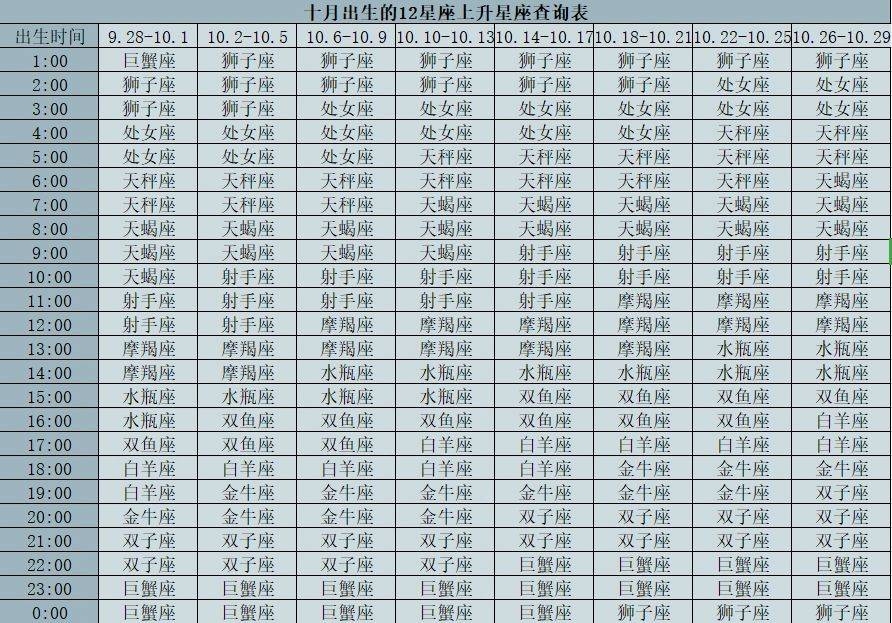 十月出生的12星座上升星座查询表
出生时间 9.28-10.1 10.2-10.5 10.6-10.9 10.10-10.13 10.14-10.17 10.18-10.21 10.22-10.25 10.26-10.29
1:00 巨蟹座 狮子座 狮子座 狮子座 狮子座 狮子座 狮子座 狮子座
2:00 狮子座 狮子座 狮子座 狮子座 狮子座 狮子座 处女座 处女座
3:00 狮子座 狮子座 处女座 处女座 处女座 处女座 处女座 处女座
4:00 处女座 处女座 处女座 处女座 处女座 处女座 天秤座 天秤座
5:00 处女座 处女座 处女座 天秤座 天秤座 天秤座 天秤座 天秤座
6:00 天秤座 天秤座 天秤座 天秤座 天秤座 天秤座 天秤座 天蝎座
7:00 天秤座 天秤座 天秤座 天蝎座 天蝎座 天蝎座 天蝎座 天蝎座
8:00 天蝎座 天蝎座 天蝎座 天蝎座 天蝎座 天蝎座 天蝎座 天蝎座
9:00 天蝎座 天蝎座 天蝎座 天蝎座 射手座 射手座 射手座 射手座
10:00 天蝎座 射手座 射手座 射手座 射手座 射手座 射手座 射手座
11:00 射手座 射手座 射手座 射手座 射手座 摩羯座 摩羯座 摩羯座
12:00 射手座 射手座 摩羯座 摩羯座 摩羯座 摩羯座 摩羯座 摩羯座
13:00 摩羯座 摩羯座 摩羯座 摩羯座 摩羯座 摩羯座 水瓶座 水瓶座
14:00 摩羯座 摩羯座 水瓶座 水瓶座 水瓶座 水瓶座 水瓶座 水瓶座
15:00 水瓶座 水瓶座 水瓶座 水瓶座 双鱼座 双鱼座 双鱼座 双鱼座
16:00 水瓶座 双鱼座 双鱼座 双鱼座 双鱼座 双鱼座 双鱼座 白羊座
17:00 双鱼座 双鱼座 双鱼座 白羊座 白羊座 白羊座 白羊座 白羊座
18:00 白羊座 白羊座 白羊座 白羊座 白羊座 金牛座 金牛座 金牛座
19:00 白羊座 金牛座 金牛座 金牛座 金牛座 金牛座 金牛座 双子座
20:00 金牛座 金牛座 金牛座 金牛座 双子座 双子座 双子座 双子座
21:00 双子座 双子座 双子座 双子座 双子座 双子座 双子座 双子座
22:00 双子座 双子座 双子座 双子座 巨蟹座 巨蟹座 巨蟹座 巨蟹座
23:00 巨蟹座 巨蟹座 巨蟹座 巨蟹座 巨蟹座 巨蟹座 巨蟹座 巨蟹座
0:00 巨蟹座 巨蟹座 巨蟹座 巨蟹座 巨蟹座 狮子座 狮子座 狮子座